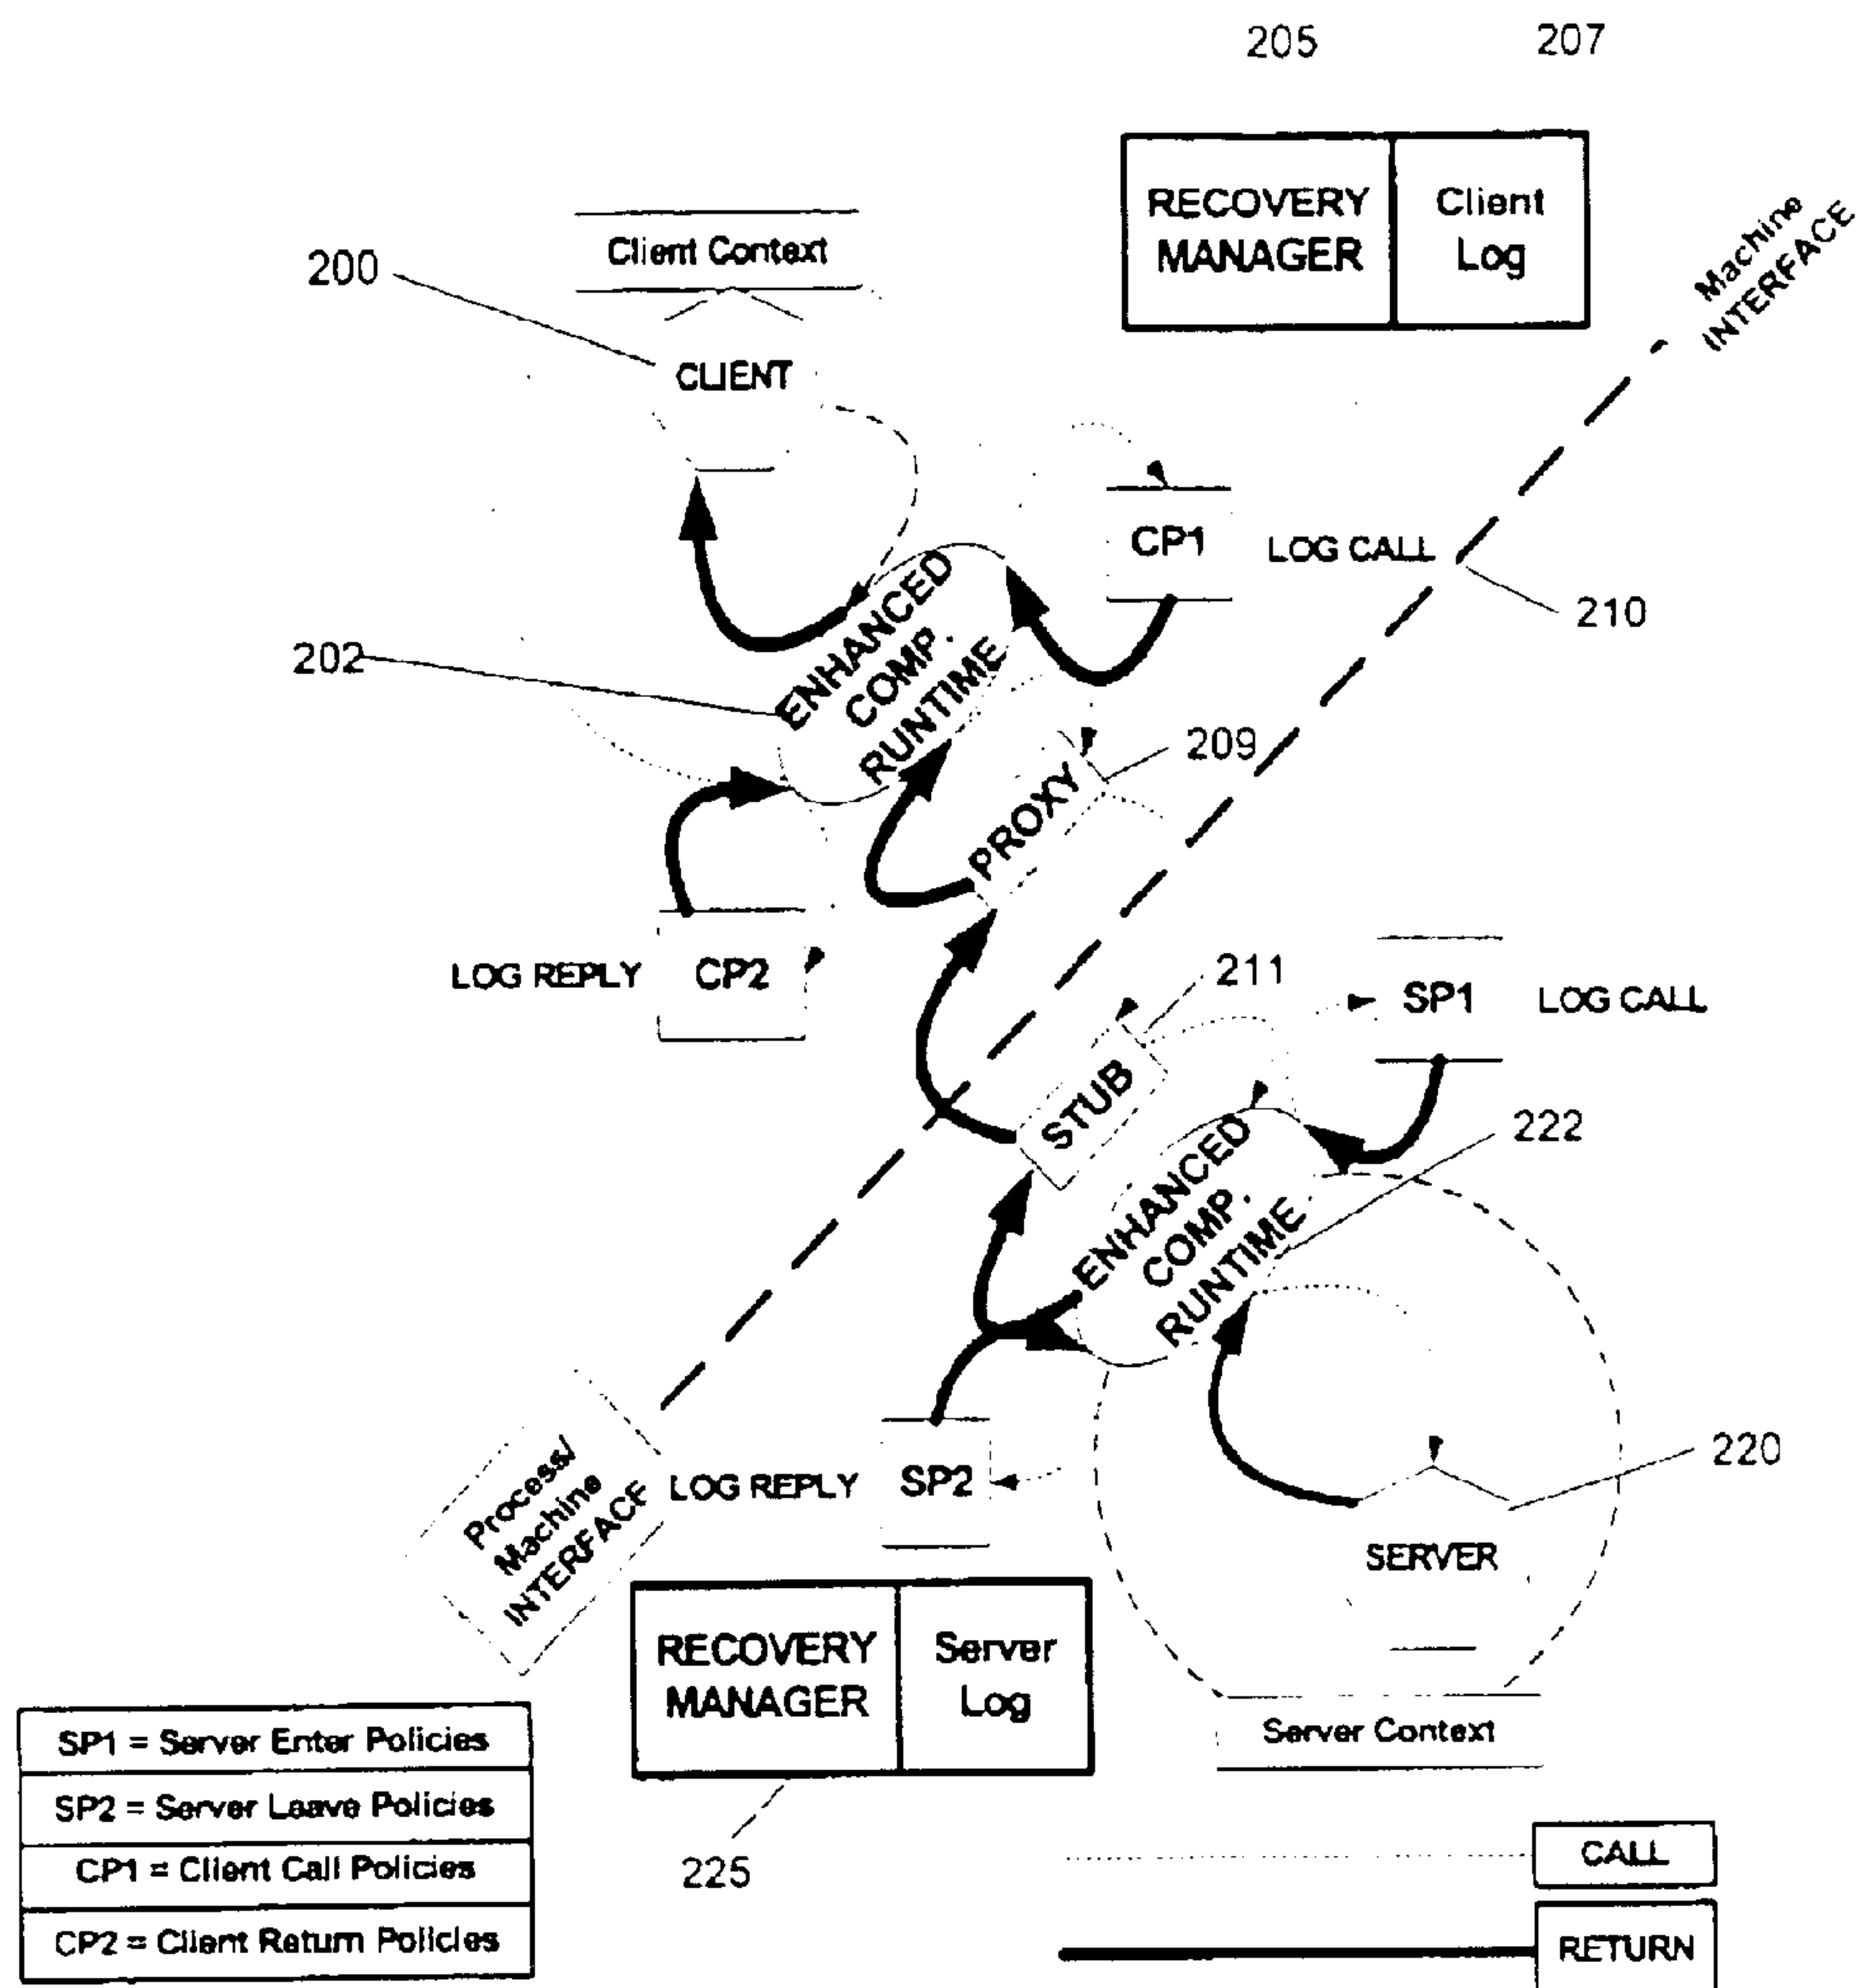 205
207
RECOVERY
MANAGER
Client
Log
Machine
INTERFACE
Client Context
200
CLIENT
CP1
LOG CALL
210
202
ENHANCED
COMP.
RUNTIME
209
PROXY
LOG REPLY
CP2
211
SP1
LOG CALL
STUB
222
ENHANCED
COMP.
RUNTIME
220
Process/
Machine
INTERFACE
LOG REPLY
SP2
SERVER
RECOVERY
MANAGER
Server
Log
Server Context
SP1 = Server Enter Policies
SP2 = Server Leave Policies
CP1 = Client Call Policies
CP2 = Client Return Policies
225
CALL
RETURN